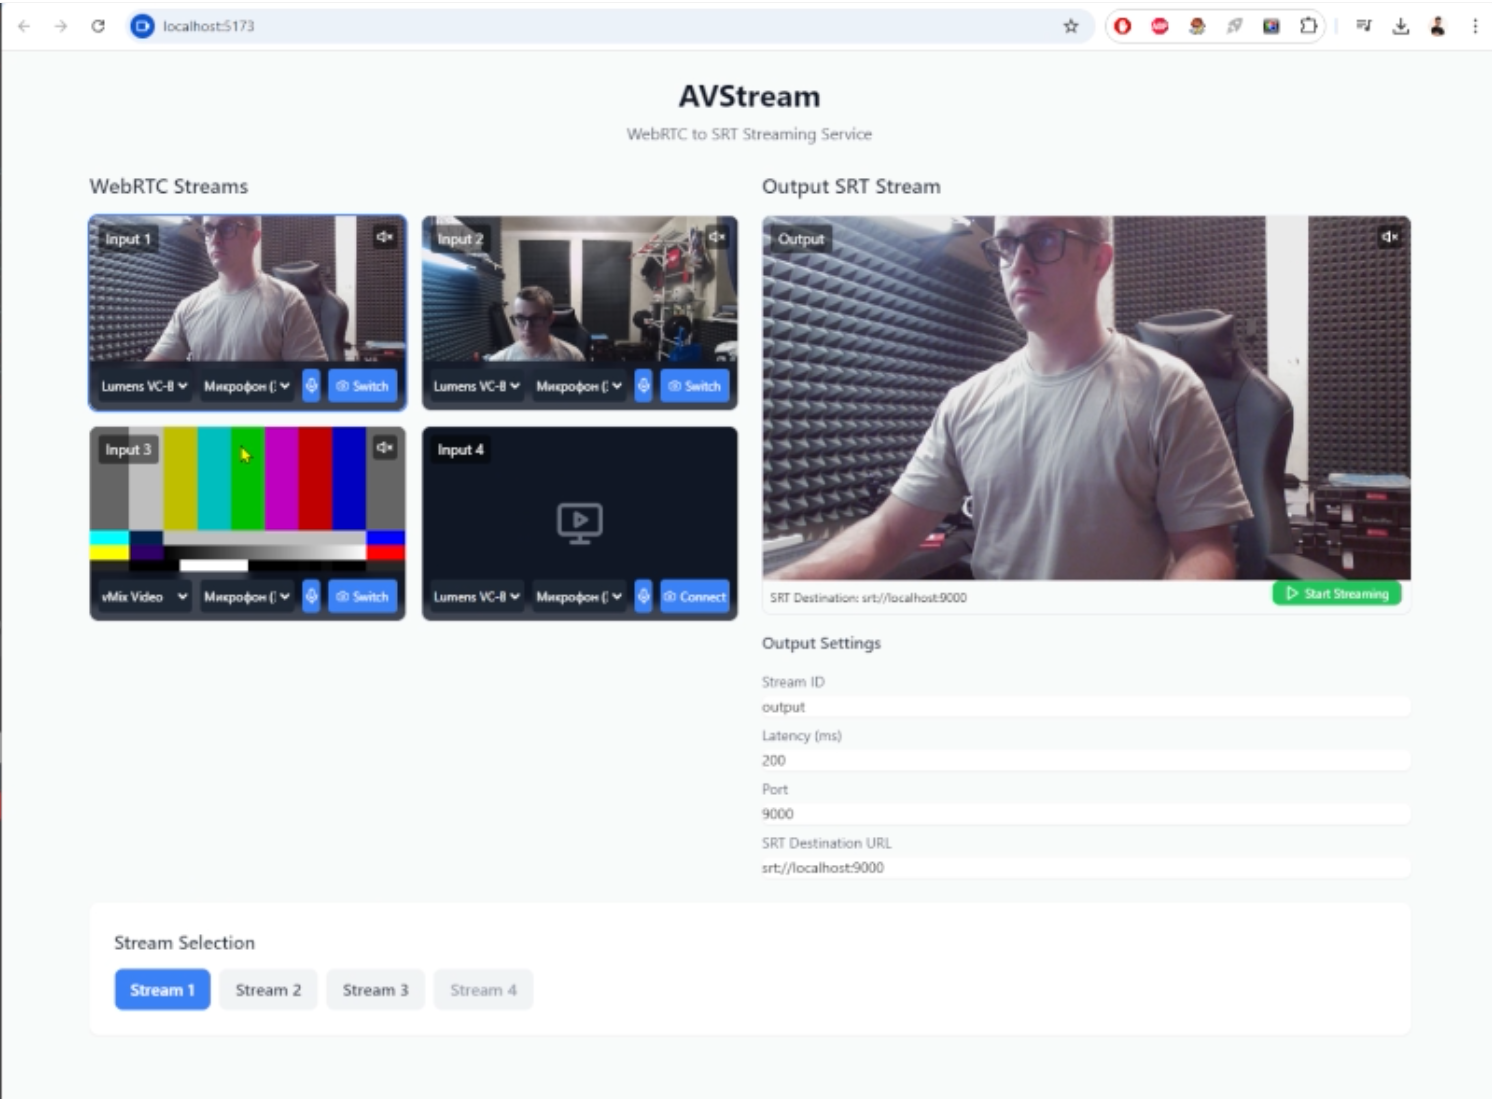 localhost:5173
AVStream
WebRTC to SRT Streaming Service
WebRTC Streams
Input 1
Lumens VC-B
Микрофон (
Switch
Input 2
Lumens VC-B
Микрофон (
Switch
Input 3
vMix Video
Микрофон (
Switch
Input 4
Lumens VC-B
Микрофон (
Connect
Output SRT Stream
Output
SRT Destination: srt://localhost:9000
Start Streaming
Output Settings
Stream ID
output
Latency (ms)
200
Port
9000
SRT Destination URL
srt://localhost:9000
Stream Selection
Stream 1
Stream 2
Stream 3
Stream 4